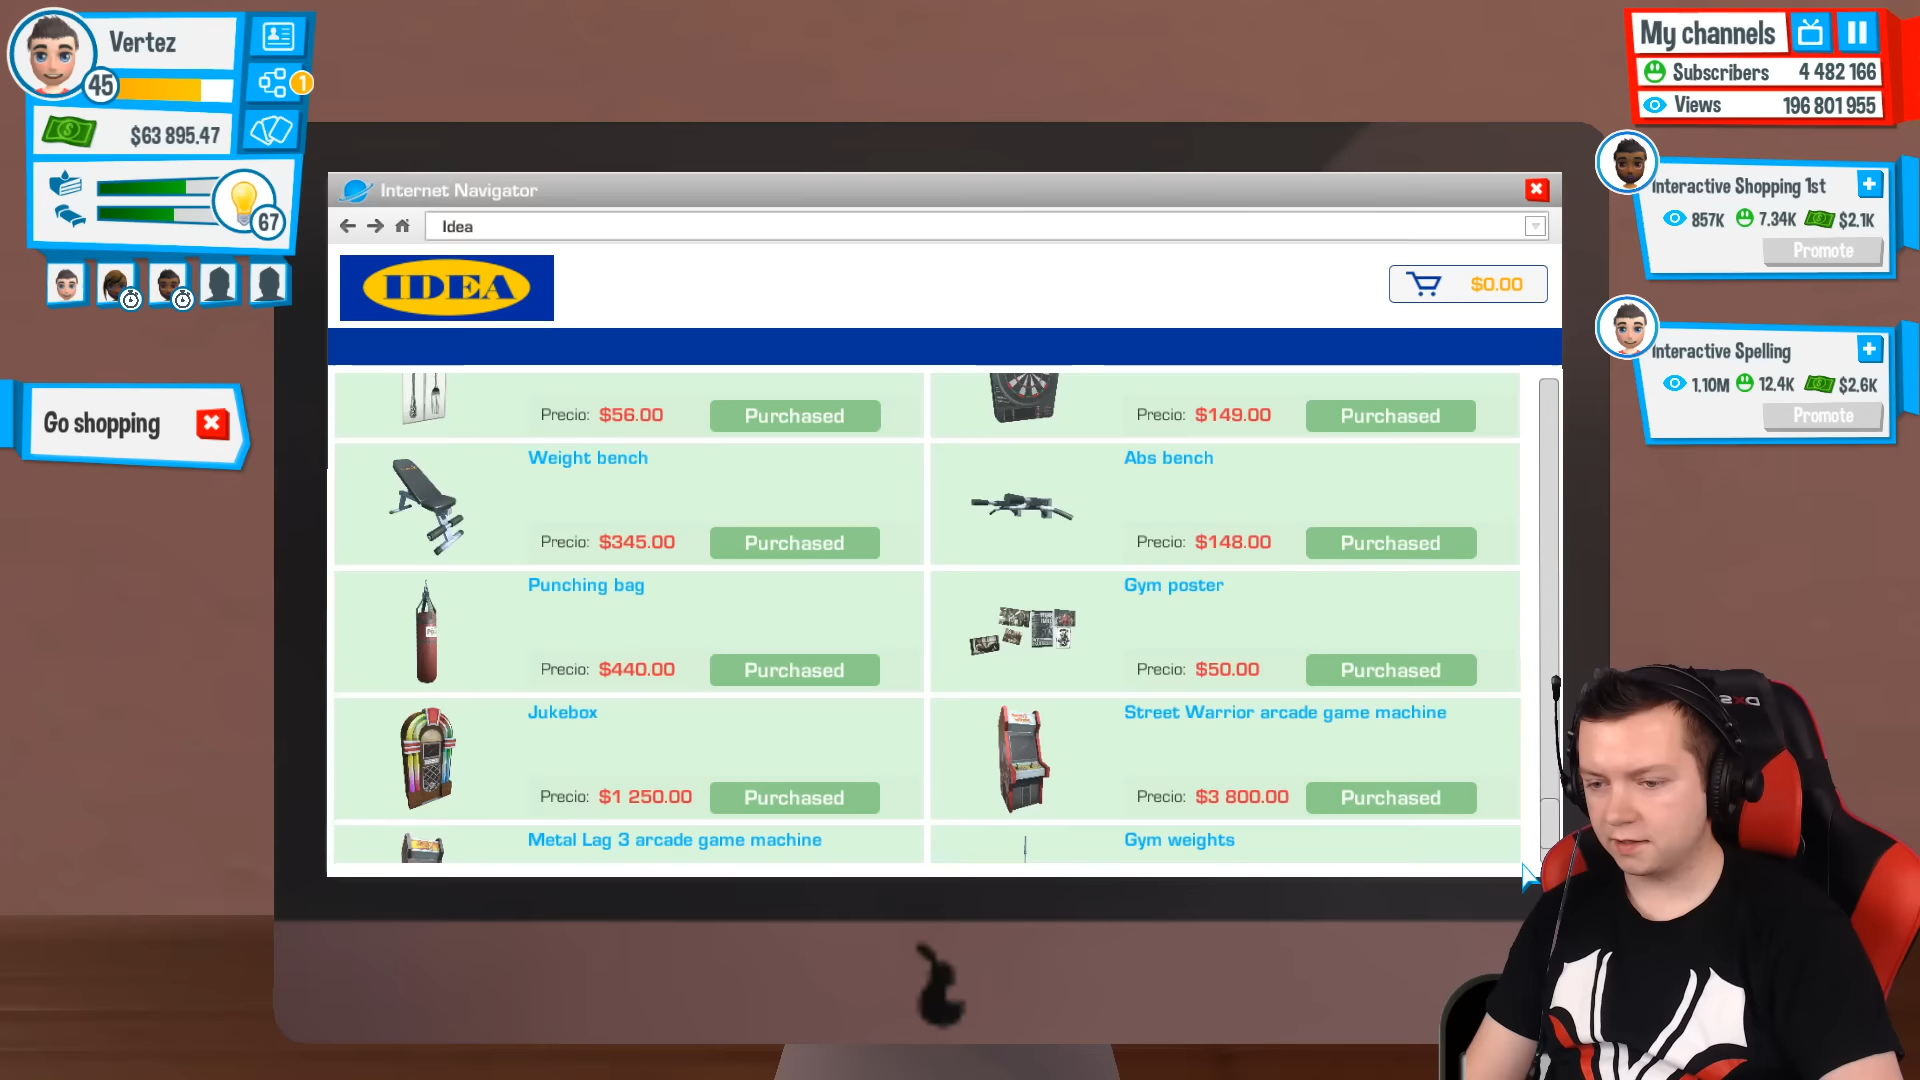 Vertez
45
1
$63 895.47
67
Go shopping
My channels
Subscribers 4 482 166
Views 196 801 955
Interactive Shopping 1st
857K 7.34K $2.1K
Promote
Interactive Spelling
1.10M 12.4K $2.6K
Promote
Internet Navigator
Idea
IDEA
$0.00
Precio: $56.00 Purchased
Precio: $149.00 Purchased
Weight bench
Precio: $345.00 Purchased
Abs bench
Precio: $148.00 Purchased
Punching bag
Precio: $440.00 Purchased
Gym poster
Precio: $50.00 Purchased
Jukebox
Precio: $1 250.00 Purchased
Street Warrior arcade game machine
Precio: $3 800.00 Purchased
Metal Lag 3 arcade game machine
Gym weights